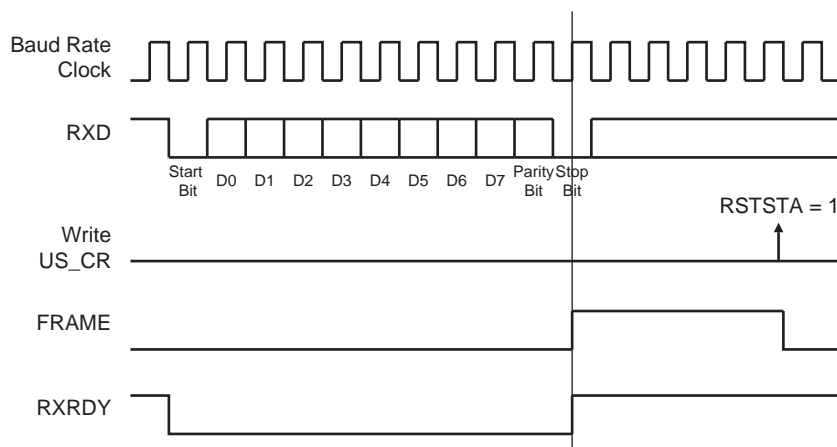 Baud Rate
Clock
RXD
Start
Bit
D0
D1
D2
D3
D4
D5
D6
D7
Parity
Bit
Stop
Bit
RSTSTA = 1
Write
US_CR
FRAME
RXRDY